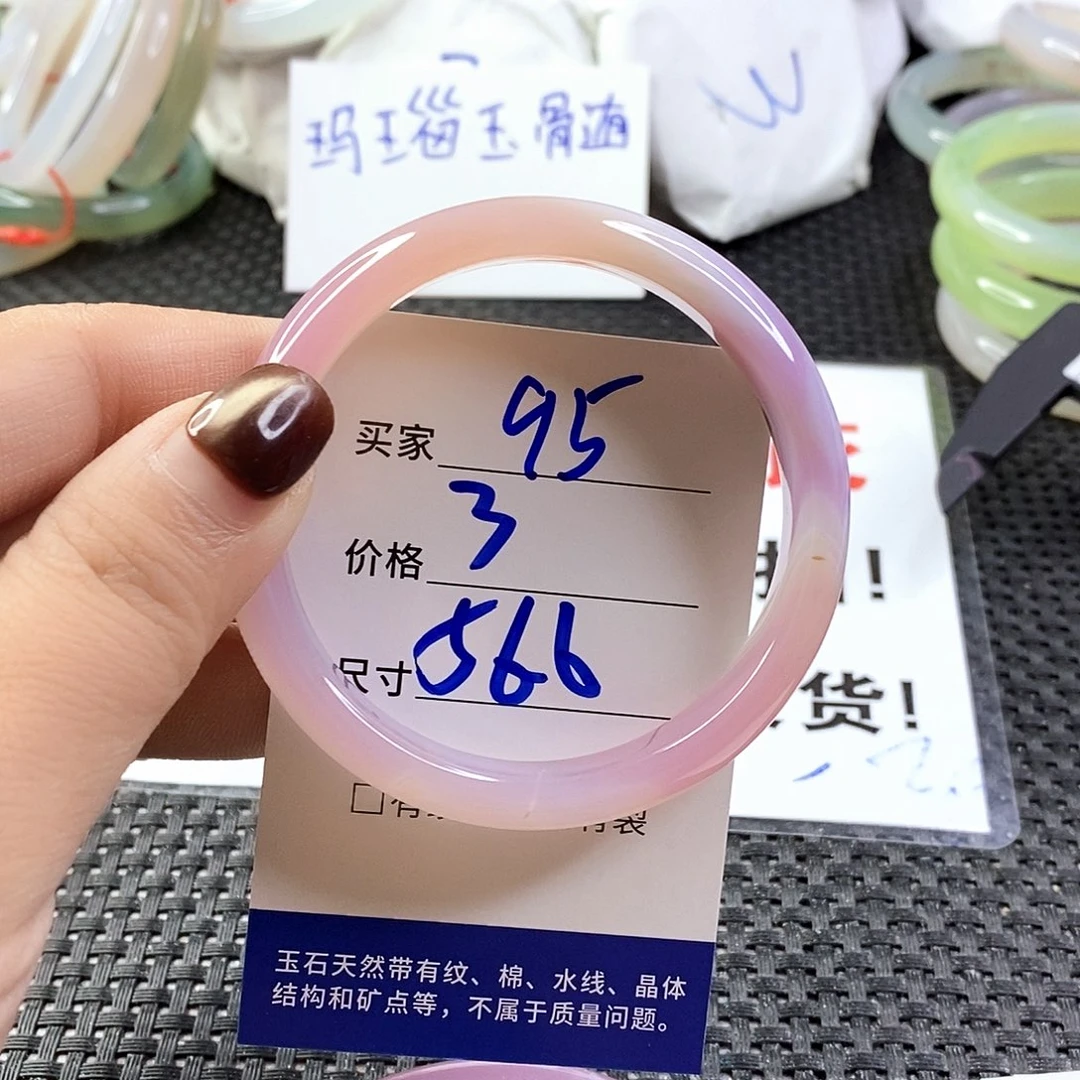 玛瑙玉骨髓
W
买家 95
价格 3
尺寸 566
玉石天然带有纹、棉、水线、晶体
结构和矿点等，不属于质量问题。
货!